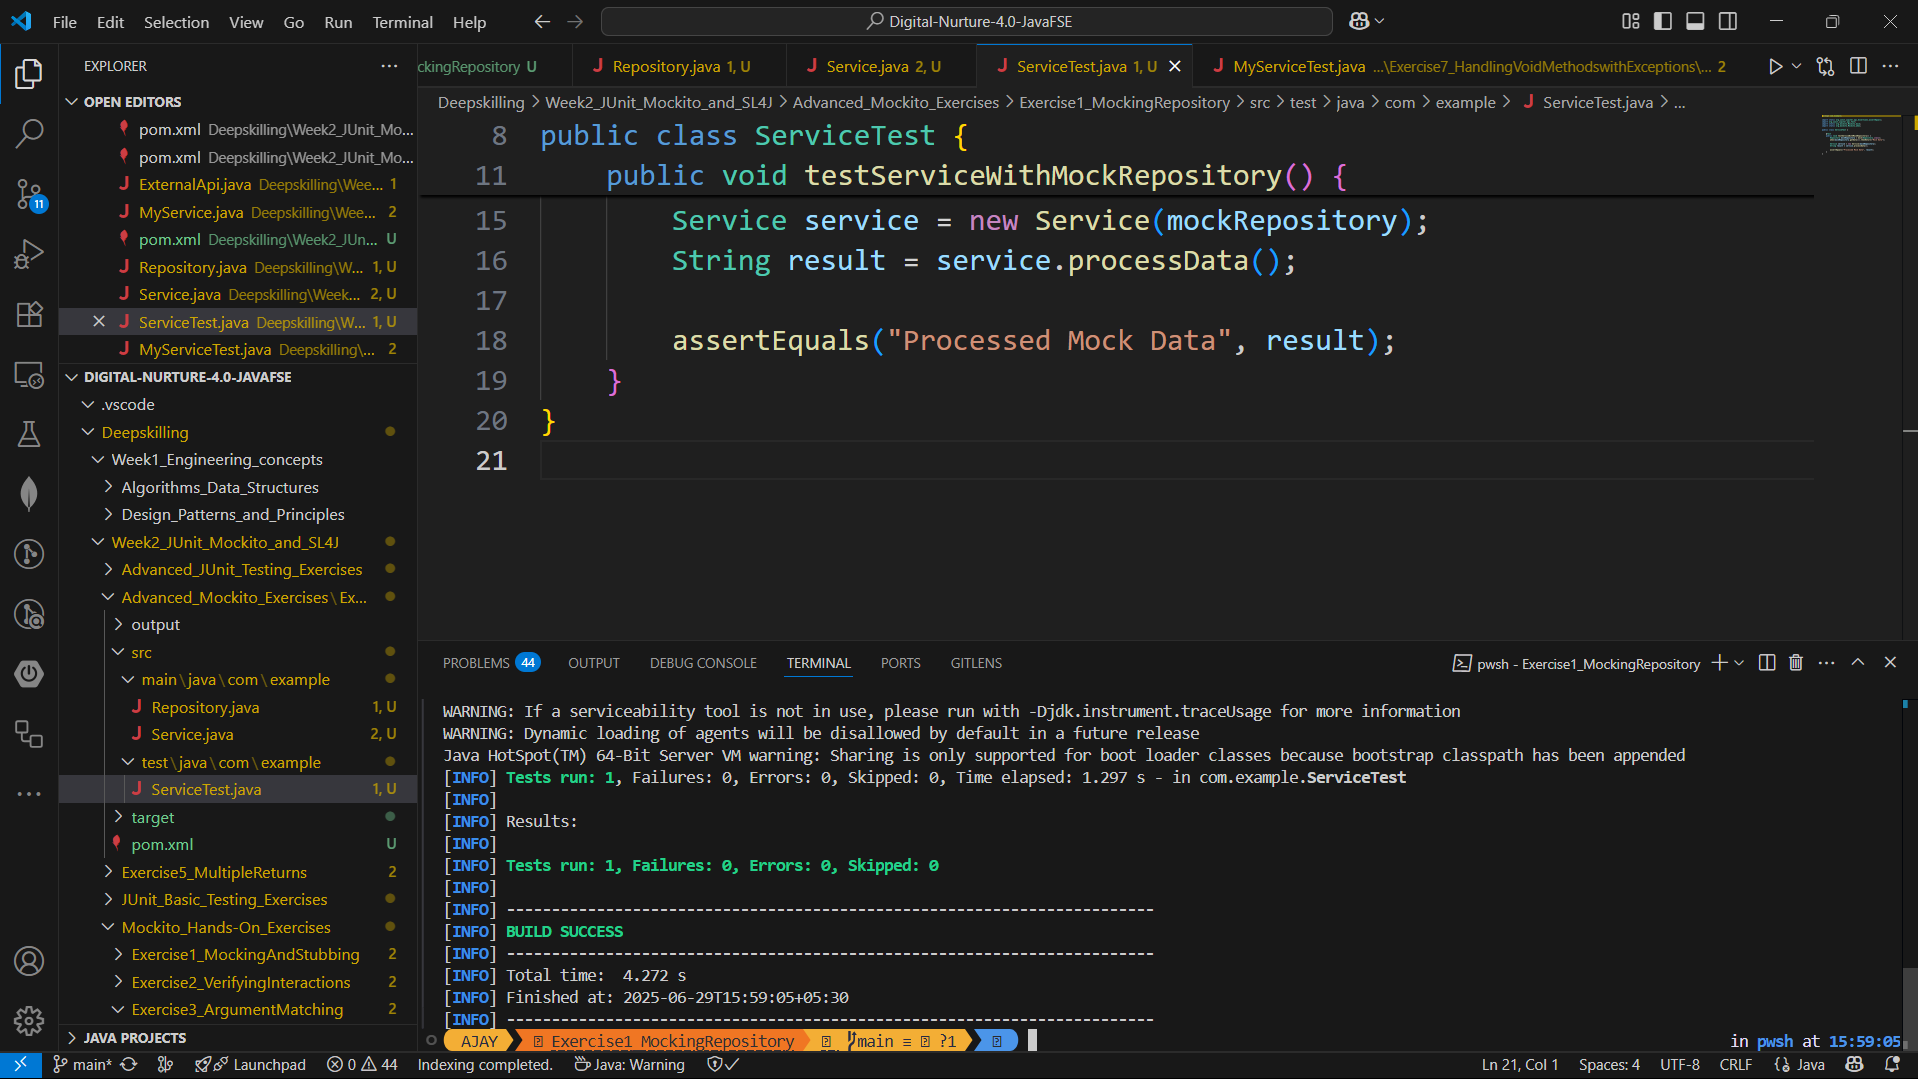 File Edit Selection View Go Run Terminal Help
Digital-Nurture-4.0-JavaFSE
EXPLORER
OPEN EDITORS
pom.xml Deepskilling\Week2_JUnit_Mo...
pom.xml Deepskilling\Week2_JUnit_Mo...
ExternalApi.java Deepskilling\Wee... 1
MyService.java Deepskilling\Wee... 2
pom.xml Deepskilling\Week2_JUn... U
Repository.java Deepskilling\W... 1, U
Service.java Deepskilling\Week... 2, U
ServiceTest.java Deepskilling\W... 1, U
MyServiceTest.java Deepskilling\... 2
DIGITAL-NURTURE-4.0-JAVAFSE
.vscode
Deepskilling
Week1_Engineering_concepts
Algorithms_Data_Structures
Design_Patterns_and_Principles
Week2_JUnit_Mockito_and_SL4J
Advanced_JUnit_Testing_Exercises
Advanced_Mockito_Exercises\Ex...
output
src
main\java\com\example
Repository.java 1, U
Service.java 2, U
test\java\com\example
ServiceTest.java 1, U
target
pom.xml U
Exercise5_MultipleReturns 2
JUnit_Basic_Testing_Exercises
Mockito_Hands-On_Exercises
Exercise1_MockingAndStubbing 2
Exercise2_VerifyingInteractions 2
Exercise3_ArgumentMatching 2
JAVA PROJECTS
11
ckingRepository U
Repository.java 1, U
Service.java 2, U
ServiceTest.java 1, U
MyServiceTest.java ...\Exercise7_HandlingVoidMethodswithExceptions\... 2
Deepskilling > Week2_JUnit_Mockito_and_SL4J > Advanced_Mockito_Exercises > Exercise1_MockingRepository > src > test > java > com > example > ServiceTest.java > ...
8 public class ServiceTest {
11 public void testServiceWithMockRepository() {
15 Service service = new Service(mockRepository);
16 String result = service.processData();
17
18 assertEquals("Processed Mock Data", result);
19 }
20 }
21
PROBLEMS 44 OUTPUT DEBUG CONSOLE TERMINAL PORTS GITLENS
pwsh - Exercise1_MockingRepository
WARNING: If a serviceability tool is not in use, please run with -Djdk.instrument.traceUsage for more information
WARNING: Dynamic loading of agents will be disallowed by default in a future release
Java HotSpot(TM) 64-Bit Server VM warning: Sharing is only supported for boot loader classes because bootstrap classpath has been appended
[INFO] Tests run: 1, Failures: 0, Errors: 0, Skipped: 0, Time elapsed: 1.297 s - in com.example.ServiceTest
[INFO]
[INFO] Results:
[INFO]
[INFO] Tests run: 1, Failures: 0, Errors: 0, Skipped: 0
[INFO]
[INFO] ------------------------------------------------------------------------
[INFO] BUILD SUCCESS
[INFO] ------------------------------------------------------------------------
[INFO] Total time: 4.272 s
[INFO] Finished at: 2025-06-29T15:59:05+05:30
[INFO] ------------------------------------------------------------------------
AJAY Exercise1_MockingRepository main ≡ ?1
in pwsh at 15:59:05
main* Launchpad 0 44 Indexing completed. Java: Warning
Ln 21, Col 1 Spaces: 4 UTF-8 CRLF Java